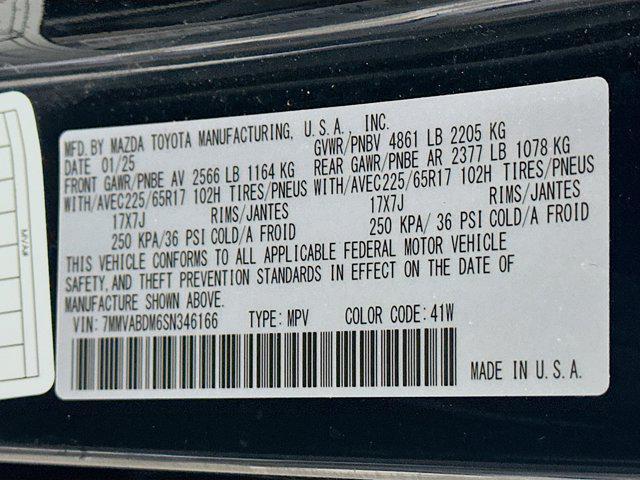 MFD. BY MAZDA TOYOTA MANUFACTURING, U.S.A. INC.
DATE 01/25 GVWR/PNBV 4861 LB 2205 KG
FRONT GAWR/PNBE AV 2566 LB 1164 KG REAR GAWR/PNBE AR 2377 LB 1078 KG
WITH/AVEC225/65R17 102H TIRES/PNEUS WITH/AVEC225/65R17 102H TIRES/PNEUS
17X7J RIMS/JANTES 17X7J RIMS/JANTES
250 KPA/36 PSI COLD/A FROID 250 KPA/ 36 PSI COLD/A FROID
THIS VEHICLE CONFORMS TO ALL APPLICABLE FEDERAL MOTOR VEHICLE
SAFETY,AND THEFT PREVENTION STANDARDS IN EFFECT ON THE DATE OF
MANUFACTURE SHOWN ABOVE.
VIN: 7MMVABDM6SN346166 TYPE: MPV COLOR CODE: 41W
MADE IN U.S.A.